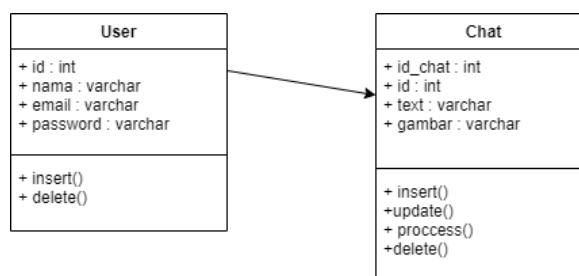 User
+ id : int
+ nama : varchar
+ email : varchar
+ password : varchar
+ insert()
+ delete()
Chat
+ id_chat : int
+ id : int
+ text : varchar
+ gambar : varchar
+ insert()
+update()
+ proccess()
+delete()